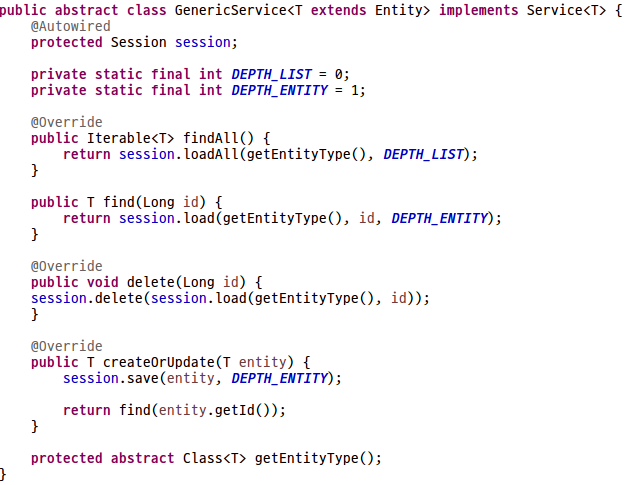 public abstract class GenericService<T extends Entity> implements Service<T> {
    @Autowired
    protected Session session;

    private static final int DEPTH_LIST = 0;
    private static final int DEPTH_ENTITY = 1;

    @Override
    public Iterable<T> findAll() {
        return session.loadAll(getEntityType(), DEPTH_LIST);
    }

    public T find(Long id) {
        return session.load(getEntityType(), id, DEPTH_ENTITY);
    }

    @Override
    public void delete(Long id) {
    session.delete(session.load(getEntityType(), id));
    }

    @Override
    public T createOrUpdate(T entity) {
        session.save(entity, DEPTH_ENTITY);

        return find(entity.getId());
    }

    protected abstract Class<T> getEntityType();
}